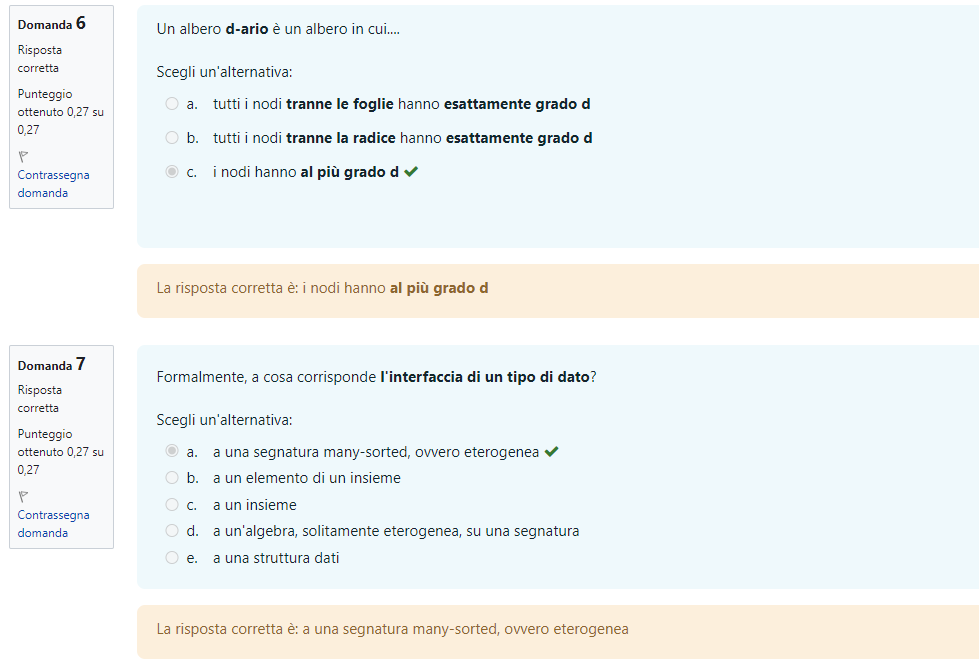 Domanda 6
Risposta
corretta
Punteggio
ottenuto 0,27 su
0,27
Contrassegna
domanda
Un albero d-ario è un albero in cui....
Scegli un'alternativa:
a. tutti i nodi tranne le foglie hanno esattamente grado d
b. tutti i nodi tranne la radice hanno esattamente grado d
c. i nodi hanno al più grado d
La risposta corretta è: i nodi hanno al più grado d
Domanda 7
Risposta
corretta
Punteggio
ottenuto 0,27 su
0,27
Contrassegna
domanda
Formalmente, a cosa corrisponde l'interfaccia di un tipo di dato?
Scegli un'alternativa:
a. a una segnatura many-sorted, ovvero eterogenea
b. a un elemento di un insieme
c. a un insieme
d. a un'algebra, solitamente eterogenea, su una segnatura
e. a una struttura dati
La risposta corretta è: a una segnatura many-sorted, ovvero eterogenea